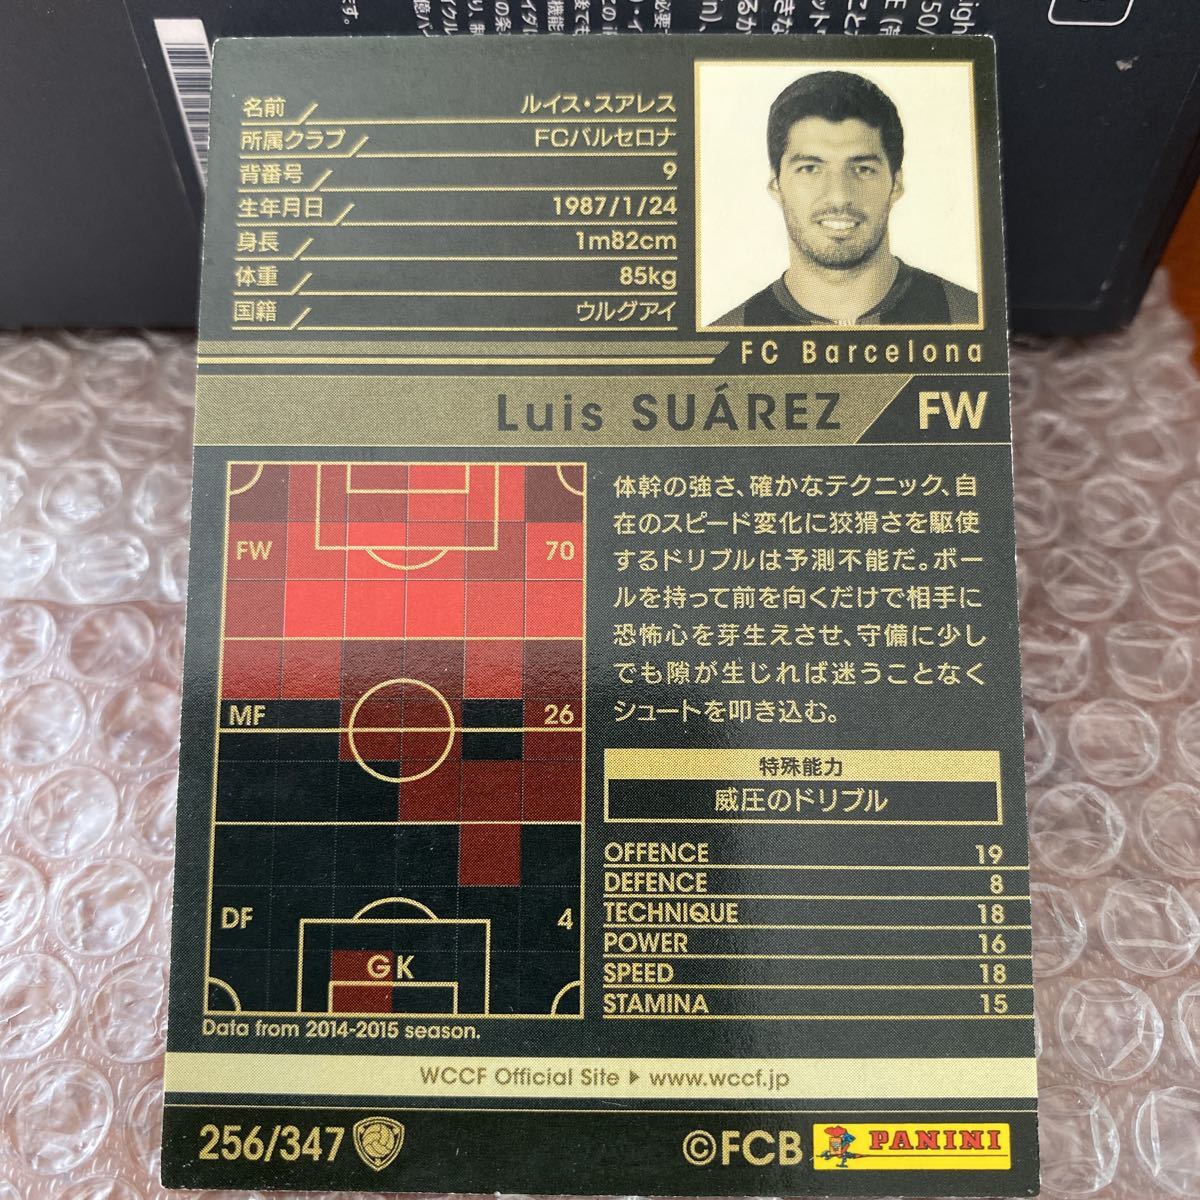 名前 ルイス・スアレス
所属クラブ FCバルセロナ
背番号 9
生年月日 1987/1/24
身長 1m82cm
体重 85kg
国籍 ウルグアイ
FC Barcelona
Luis SUÁREZ FW
FW 70
MF 26
DF 4
GK
Data from 2014-2015 season.
体幹の強さ、確かなテクニック、自
在のスピード変化に狡猾さを駆使
するドリブルは予測不能だ。ボー
ルを持って前を向くだけで相手に
恐怖心を芽生えさせ、守備に少し
でも隙が生じれば迷うことなく
シュートを叩き込む。
特殊能力
威圧のドリブル
OFFENCE 19
DEFENCE 8
TECHNIQUE 18
POWER 16
SPEED 18
STAMINA 15
WCCF Official Site ▶ www.wccf.jp
256/347
©FCB PANINI